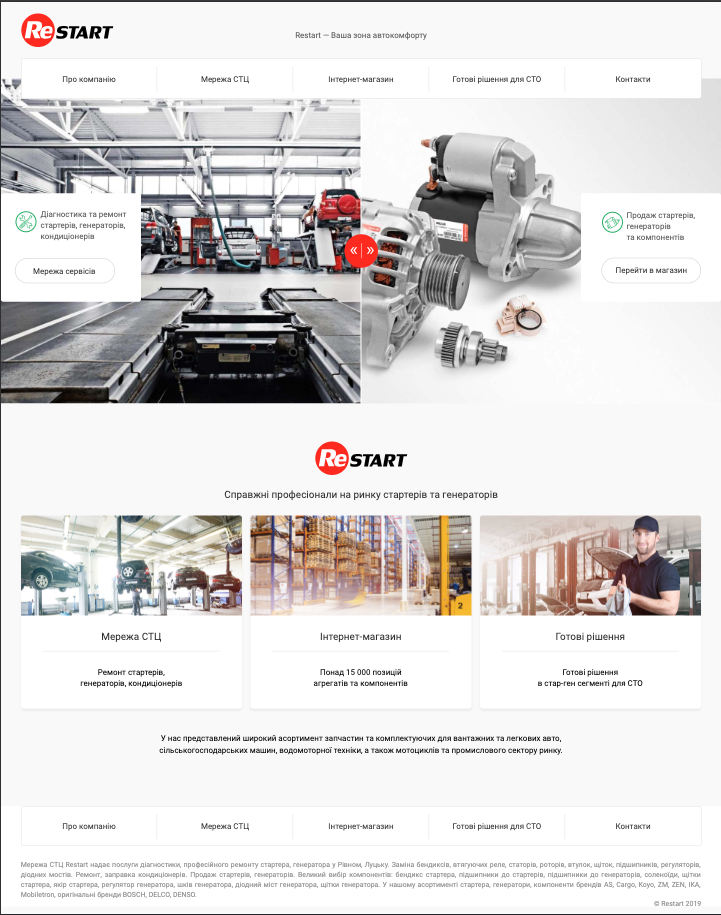 ReSTART
Restart — Ваша зона автокомфорту
Про компанію
Мережа СТЦ
Інтернет-магазин
Готові рішення для СТО
Контакти
Діагностика та ремонт
стартерів, генераторів,
кондиціонерів
Мережа сервісів
«
»
Продаж стартерів,
генераторів
та компонентів
Перейти в магазин
ReSTART
Справжні професіонали на ринку стартерів та генераторів
2
Мережа СТЦ
Ремонт стартерів,
генераторів, кондиціонерів
Інтернет-магазин
Понад 15 000 позицій
агрегатів та компонентів
Готові рішення
Готові рішення
в стар-ген сегменті для СТО
У нас представлений широкий асортимент запчастин та комплектуючих для вантажних та легкових авто,
сільськогосподарських машин, водомоторної техніки, а також мотоциклів та промислового сектору ринку.
Про компанію
Мережа СТЦ
Інтернет-магазин
Готові рішення для СТО
Контакти
Мережа СТЦ Restart надає послуги діагностики, професійного ремонту стартера, генератора у Рівном, Луцьку. Заміна бендиксів, втягуючих реле, статорів, роторів, втулок, щіток, підшипників, регуляторів,
діодних мостів. Ремонт, заправка кондиціонерів. Продаж стартерів, генераторів. Великий вибір компонентів: бендикс стартера, підшипники до стартерів, підшипники до генераторів, соленоїди, щітки
стартера, якір стартера, регулятор генератора, шків генератора, діодний міст генератора, щітки генератора. У нашому асортименті стартера, генератори, компоненти брендів AS, Cargo, Koyo, ZM, ZEN, IKA,
Mobiletron, оригінальні бренди BOSCH, DELCO, DENSO.
© Restart 2019